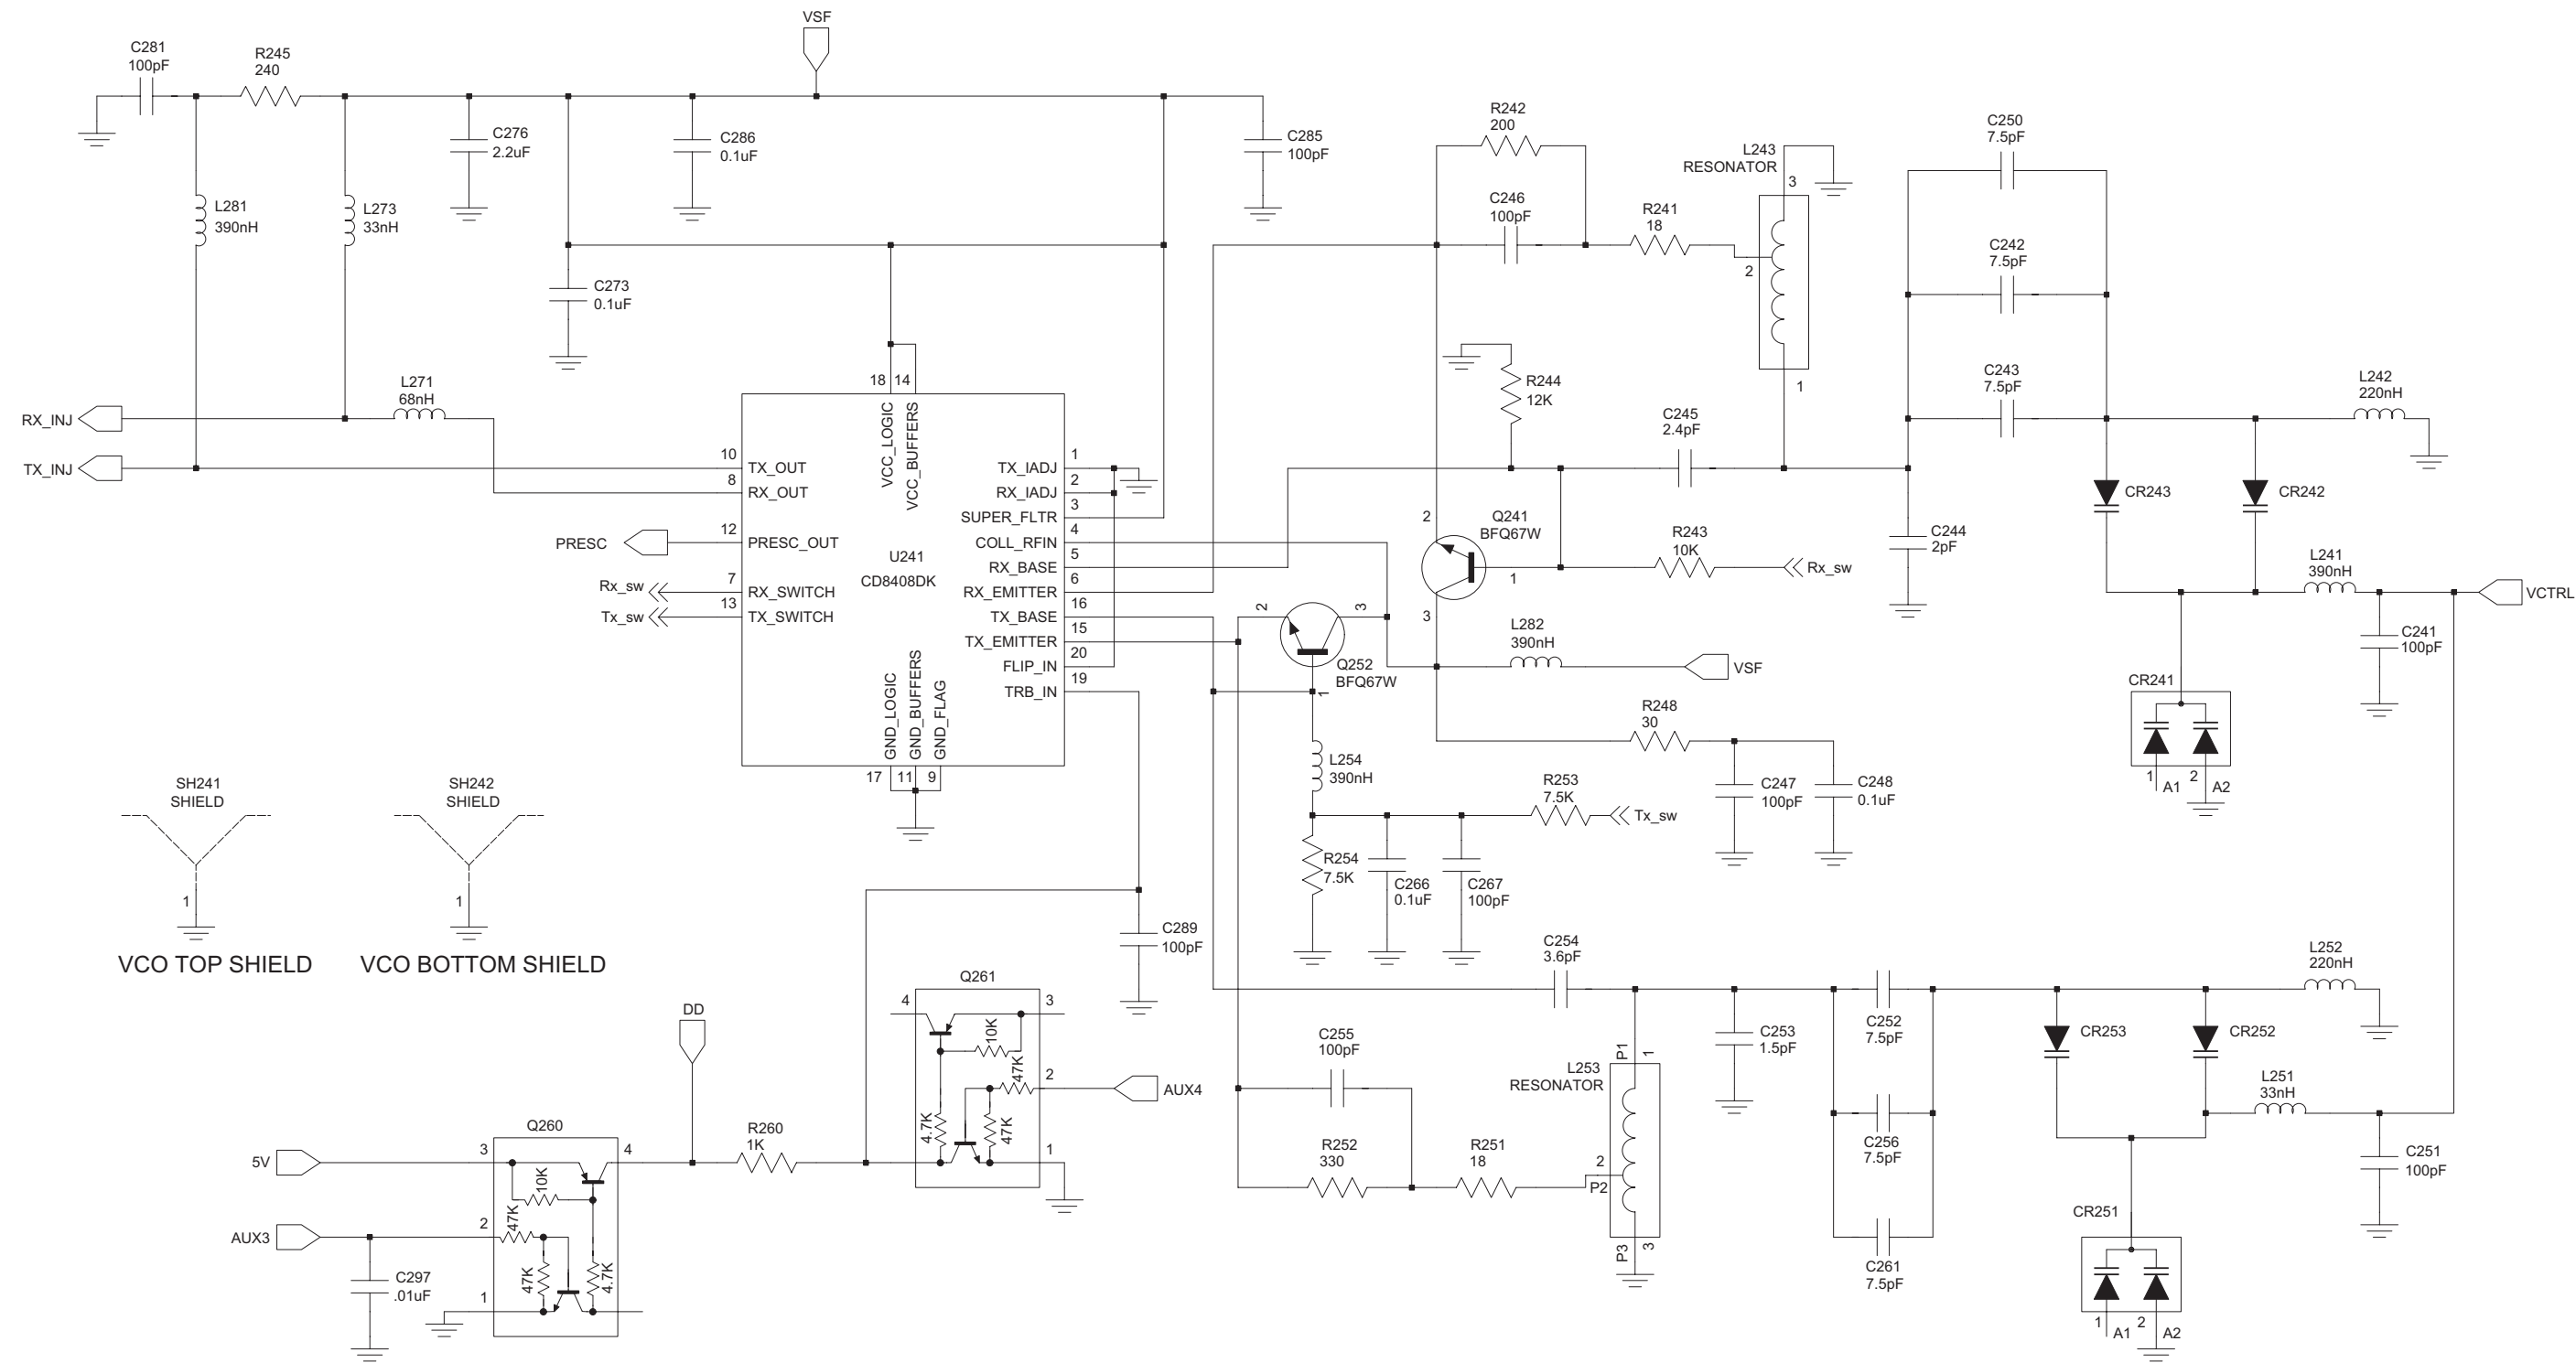 VSF
C281
100pF
R245
240
C276
2.2uF
C286
0.1uF
C285
100pF
L281
390nH
L273
33nH
C273
0.1uF
L271
68nH
RX_INJ
TX_INJ
PRESC
Rx_sw
Tx_sw
18
14
VCC_LOGIC
VCC_BUFFERS
10
TX_OUT
8
RX_OUT
12
PRESC_OUT
7
RX_SWITCH
13
TX_SWITCH
U241
CD8408DK
TX_IADJ
1
RX_IADJ
2
SUPER_FLTR
3
COLL_RFIN
4
RX_BASE
5
RX_EMITTER
6
TX_BASE
16
TX_EMITTER
15
FLIP_IN
20
TRB_IN
19
GND_LOGIC
GND_BUFFERS
GND_FLAG
17
11
9
R242
200
C246
100pF
R241
18
L243
RESONATOR
3
2
1
R244
12K
C245
2.4pF
Q241
BFQ67W
2
1
3
R243
10K
Rx_sw
C250
7.5pF
C242
7.5pF
C243
7.5pF
C244
2pF
L242
220nH
CR243
CR242
L241
390nH
VCTRL
C241
100pF
CR241
1
A1
2
A2
2
3
1
Q252
BFQ67W
L282
390nH
VSF
R248
30
C247
100pF
C248
0.1uF
L254
390nH
R253
7.5K
Tx_sw
R254
7.5K
C266
0.1uF
C267
100pF
SH241
SHIELD
1
VCO TOP SHIELD
SH242
SHIELD
1
VCO BOTTOM SHIELD
C289
100pF
Q261
4
3
10K
47K
2
4.7K
47K
1
AUX4
DD
R260
1K
Q260
5V
3
4
10K
47K
AUX3
2
47K
4.7K
1
C297
.01uF
C254
3.6pF
C255
100pF
R252
330
R251
18
L253
RESONATOR
P1
1
2
P2
P3
3
C253
1.5pF
C252
7.5pF
C256
7.5pF
C261
7.5pF
L252
220nH
CR253
CR252
L251
33nH
C251
100pF
CR251
1
A1
2
A2